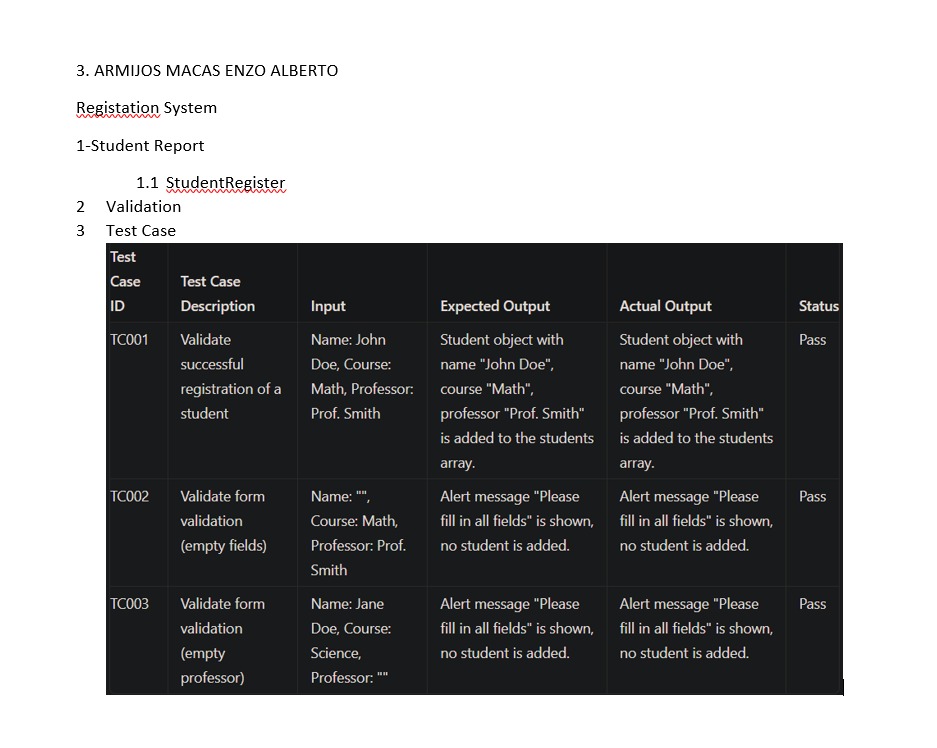 3. ARMIJOS MACAS ENZO ALBERTO
Registation System
1-Student Report
1.1 StudentRegister
2 Validation
3 Test Case
Test
Case
ID
Test Case
Description
Input
Expected Output
Actual Output
Status
TC001
Validate
successful
registration of a
student
Name: John
Doe, Course:
Math, Professor:
Prof. Smith
Student object with
name "John Doe",
course "Math",
professor "Prof. Smith"
is added to the students
array.
Student object with
name "John Doe",
course "Math",
professor "Prof. Smith"
is added to the students
array.
Pass
TC002
Validate form
validation
(empty fields)
Name: "",
Course: Math,
Professor: Prof.
Smith
Alert message "Please
fill in all fields" is shown,
no student is added.
Alert message "Please
fill in all fields" is shown,
no student is added.
Pass
TC003
Validate form
validation
(empty
professor)
Name: Jane
Doe, Course:
Science,
Professor: ""
Alert message "Please
fill in all fields" is shown,
no student is added.
Alert message "Please
fill in all fields" is shown,
no student is added.
Pass